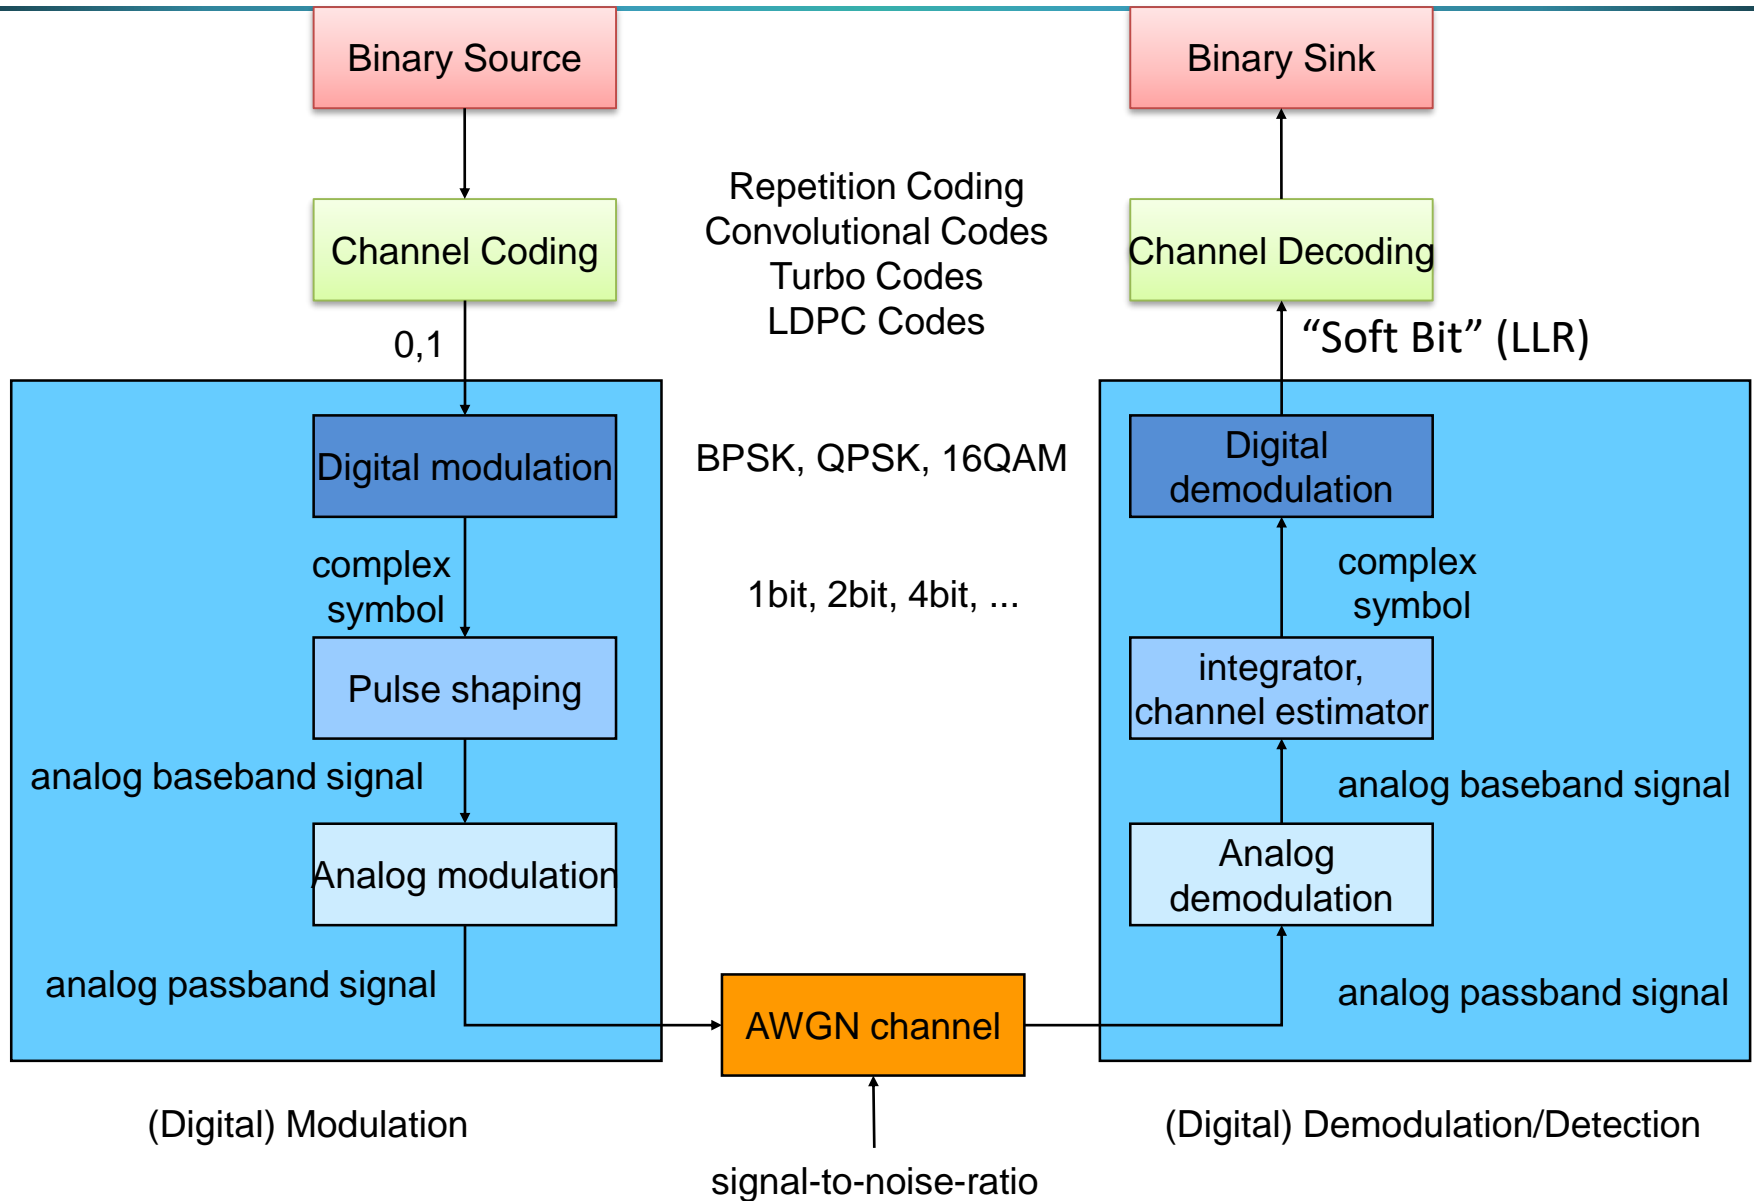 Binary Source
Binary Sink
Channel Coding
Repetition Coding
Convolutional Codes
Turbo Codes
LDPC Codes
Channel Decoding
0,1
“Soft Bit” (LLR)
Digital modulation
BPSK, QPSK, 16QAM
Digital
demodulation
complex
symbol
1bit, 2bit, 4bit, ...
complex
symbol
Pulse shaping
integrator,
channel estimator
analog baseband signal
analog baseband signal
Analog modulation
Analog
demodulation
analog passband signal
AWGN channel
analog passband signal
(Digital) Modulation
(Digital) Demodulation/Detection
signal-to-noise-ratio